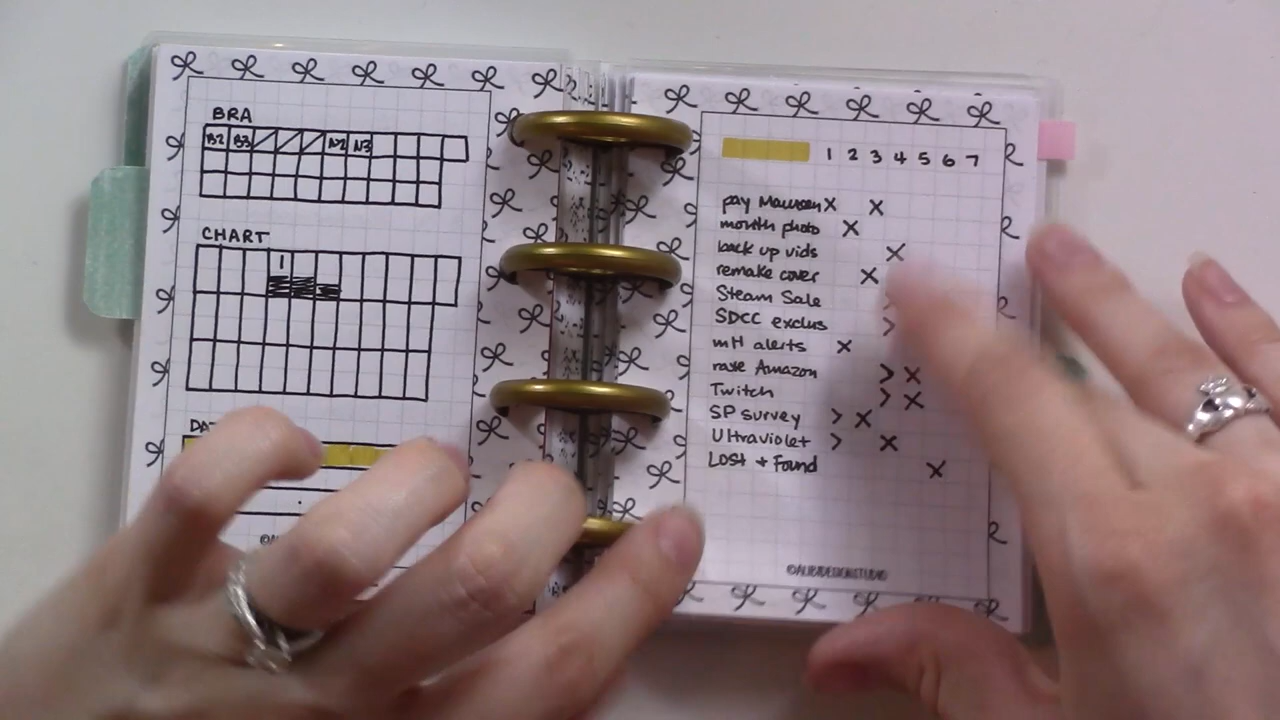 BRA
B2 B3 N2 N3
CHART
1
1 2 3 4 5 6 7
pay Maureen X X
month photo X
back up vids X
remake cover X
Steam Sale
SDCC exclus >
mH alerts X
rate Amazon > X
Twitch > X
SP survey > X
Ultraviolet > X
LOST + Found X